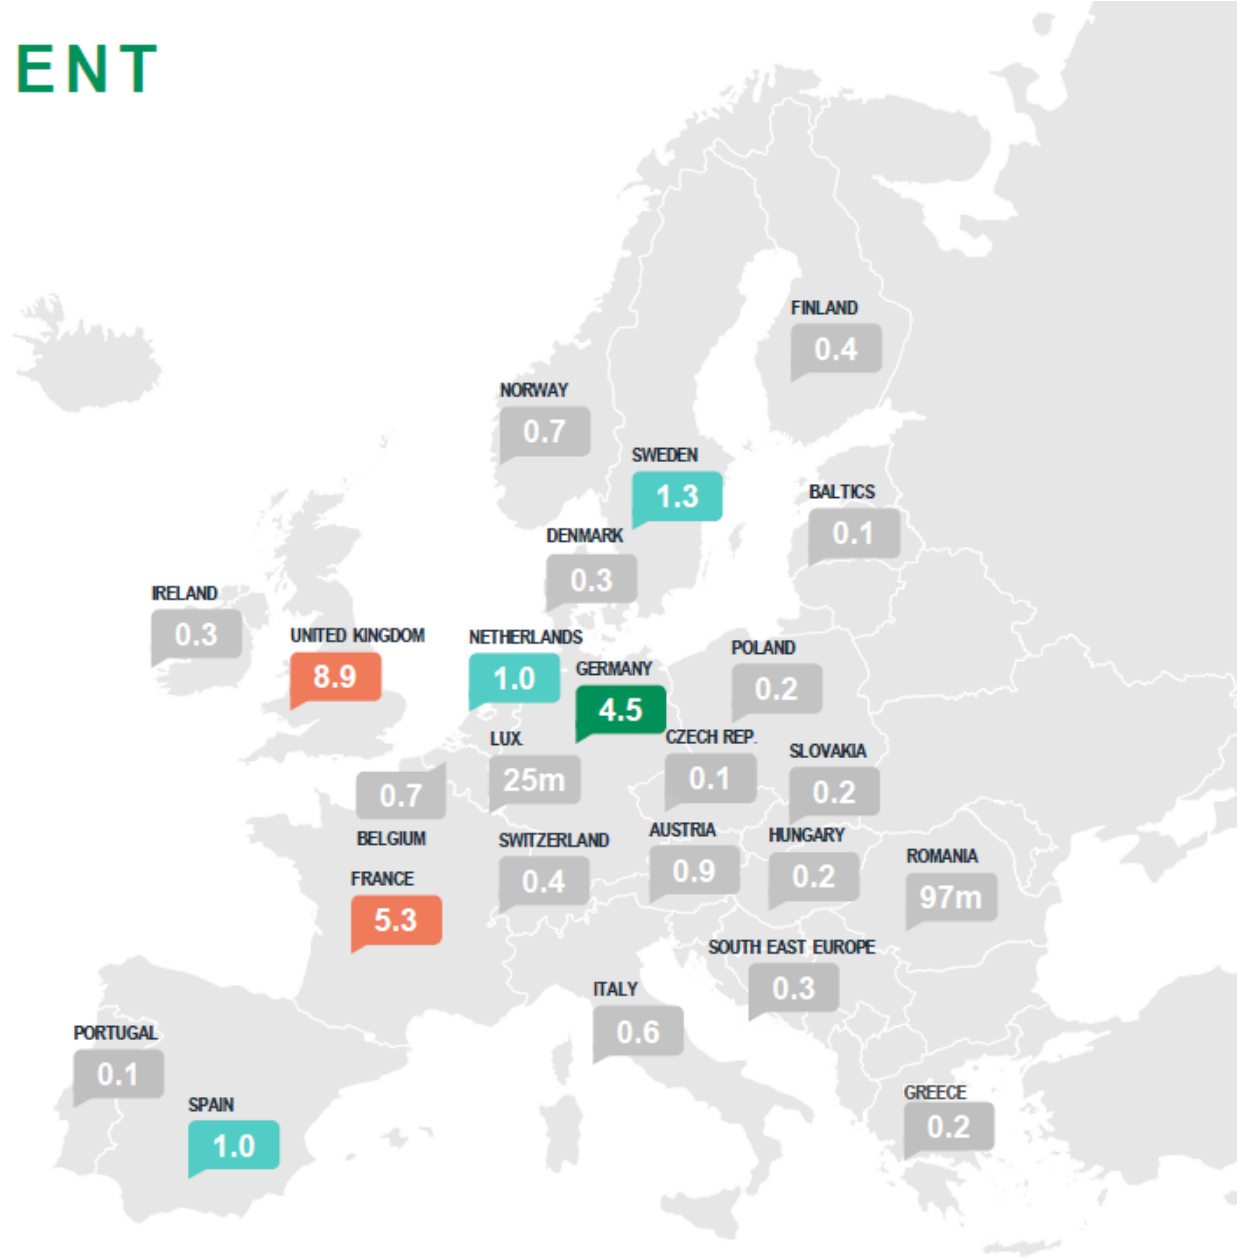 ENT
FINLAND
0.4
NORWAY
0.7
SWEDEN
1.3
BALTICS
0.1
DENMARK
0.3
IRELAND
0.3
UNITED KINGDOM
8.9
NETHERLANDS
1.0
GERMANY
4.5
POLAND
0.2
LUX.
25m
CZECH REP.
0.1
SLOVAKIA
0.2
0.7
BELGIUM
SWITZERLAND
0.4
AUSTRIA
0.9
HUNGARY
0.2
ROMANIA
97m
FRANCE
5.3
SOUTH EAST EUROPE
0.3
ITALY
0.6
PORTUGAL
0.1
SPAIN
1.0
GREECE
0.2